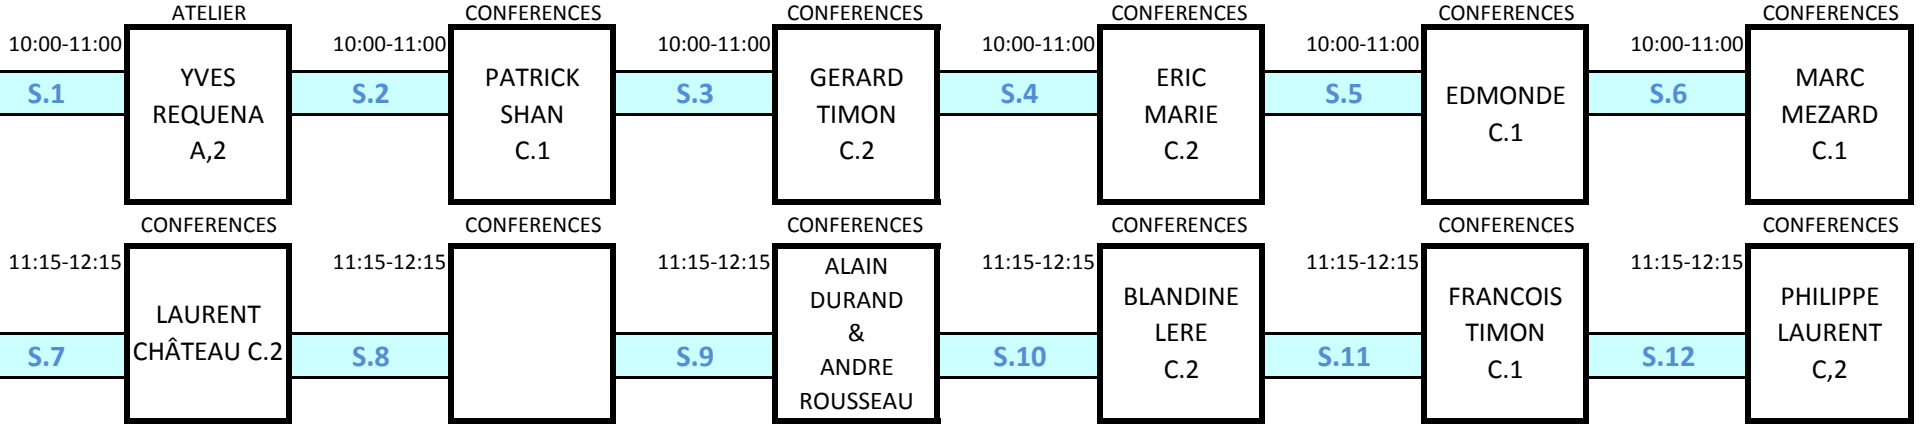 ATELIER CONFERENCES CONFERENCES CONFERENCES CONFERENCES CONFERENCES
10:00-11:00 10:00-11:00 10:00-11:00 10:00-11:00 10:00-11:00 10:00-11:00
S.1
YVES
REQUENA
A,2
S.2
PATRICK
SHAN
C.1
S.3
GERARD
TIMON
C.2
S.4
ERIC
MARIE
C.2
S.5
EDMONDE
C.1
S.6
MARC
MEZARD
C.1
CONFERENCES CONFERENCES CONFERENCES CONFERENCES CONFERENCES CONFERENCES
11:15-12:15 11:15-12:15 11:15-12:15 11:15-12:15 11:15-12:15 11:15-12:15
S.7
LAURENT
CHÂTEAU C.2
S.8
S.9
ALAIN
DURAND
&
ANDRE
ROUSSEAU
S.10
BLANDINE
LERE
C.2
S.11
FRANCOIS
TIMON
C.1
S.12
PHILIPPE
LAURENT
C,2